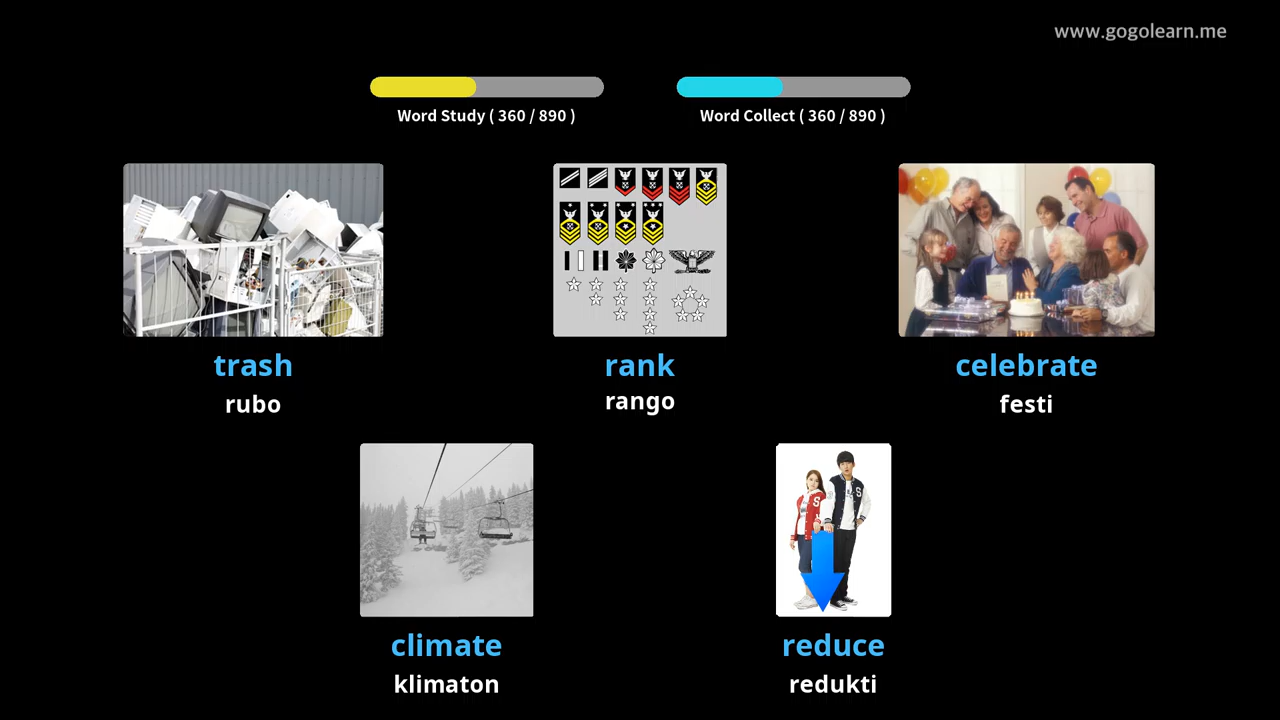 www.gogolearn.me
Word Study ( 360 / 890 )
Word Collect ( 360 / 890 )
trash
rubo
rank
rango
celebrate
festi
climate
klimaton
reduce
redukti